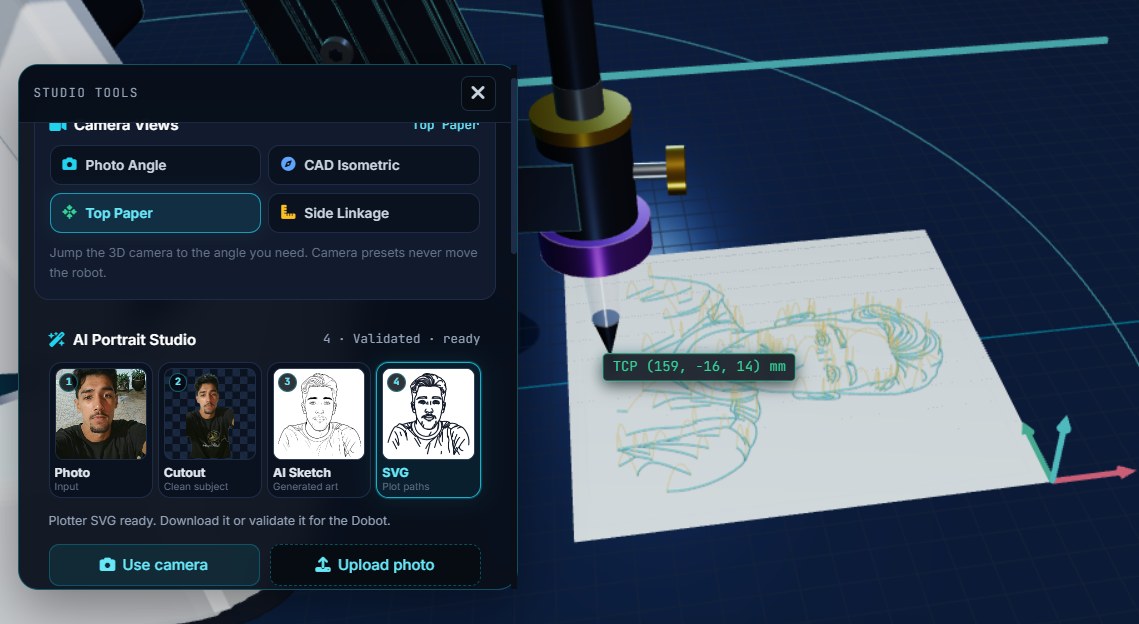 STUDIO TOOLS
Camera Views
Top Paper
Photo Angle
CAD Isometric
Top Paper
Side Linkage
Jump the 3D camera to the angle you need. Camera presets never move
the robot.
AI Portrait Studio
4 · Validated · ready
1
2
3
4
Photo
Input
Cutout
Clean subject
AI Sketch
Generated art
SVG
Plot paths
Plotter SVG ready. Download it or validate it for the Dobot.
Use camera
Upload photo
TCP (159, -16, 14) mm